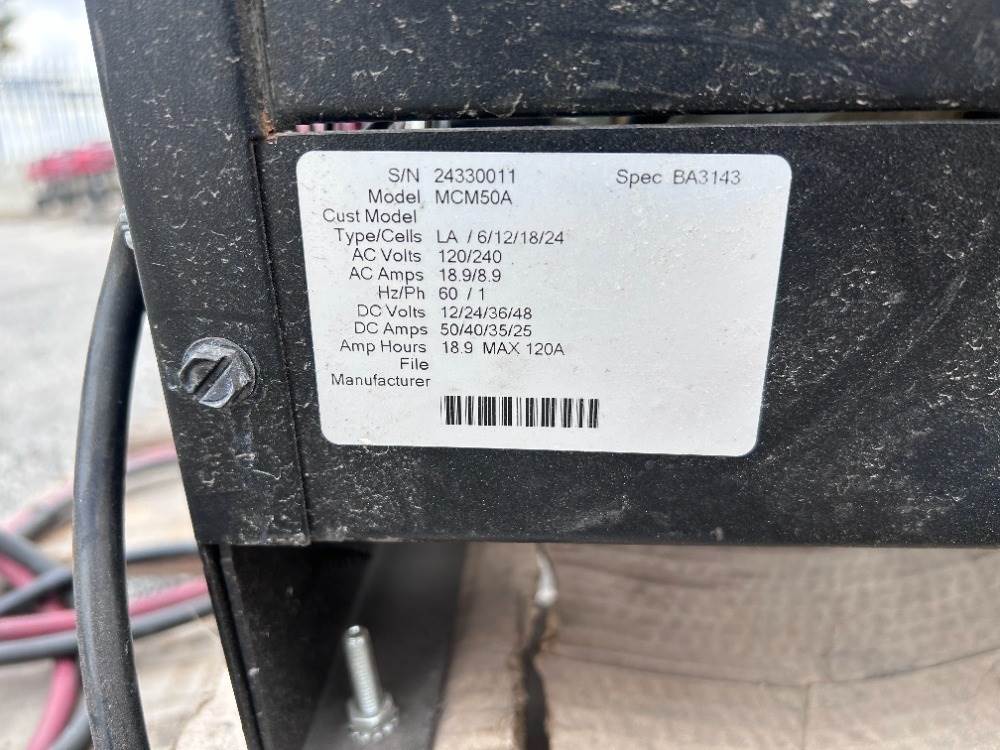 S/N 24330011 Spec BA3143
Model MCM50A
Cust Model
Type/Cells LA / 6/12/18/24
AC Volts 120/240
AC Amps 18.9/8.9
Hz/Ph 60 / 1
DC Volts 12/24/36/48
DC Amps 50/40/35/25
Amp Hours 18.9 MAX 120A
File
Manufacturer